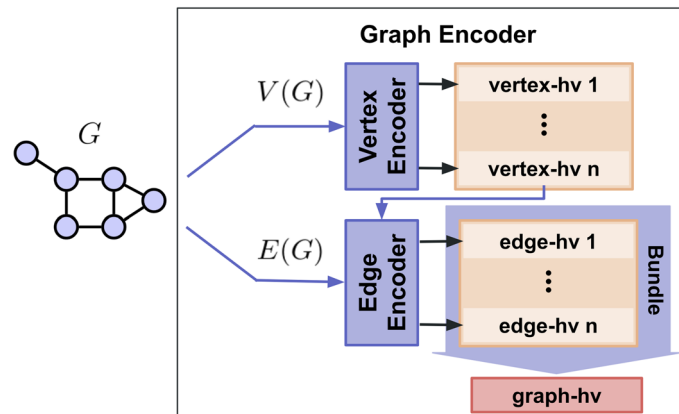 Graph Encoder
G
V(G)
Vertex
Encoder
vertex-hv 1
⋮
vertex-hv n
E(G)
Edge
Encoder
edge-hv 1
⋮
edge-hv n
Bundle
graph-hv